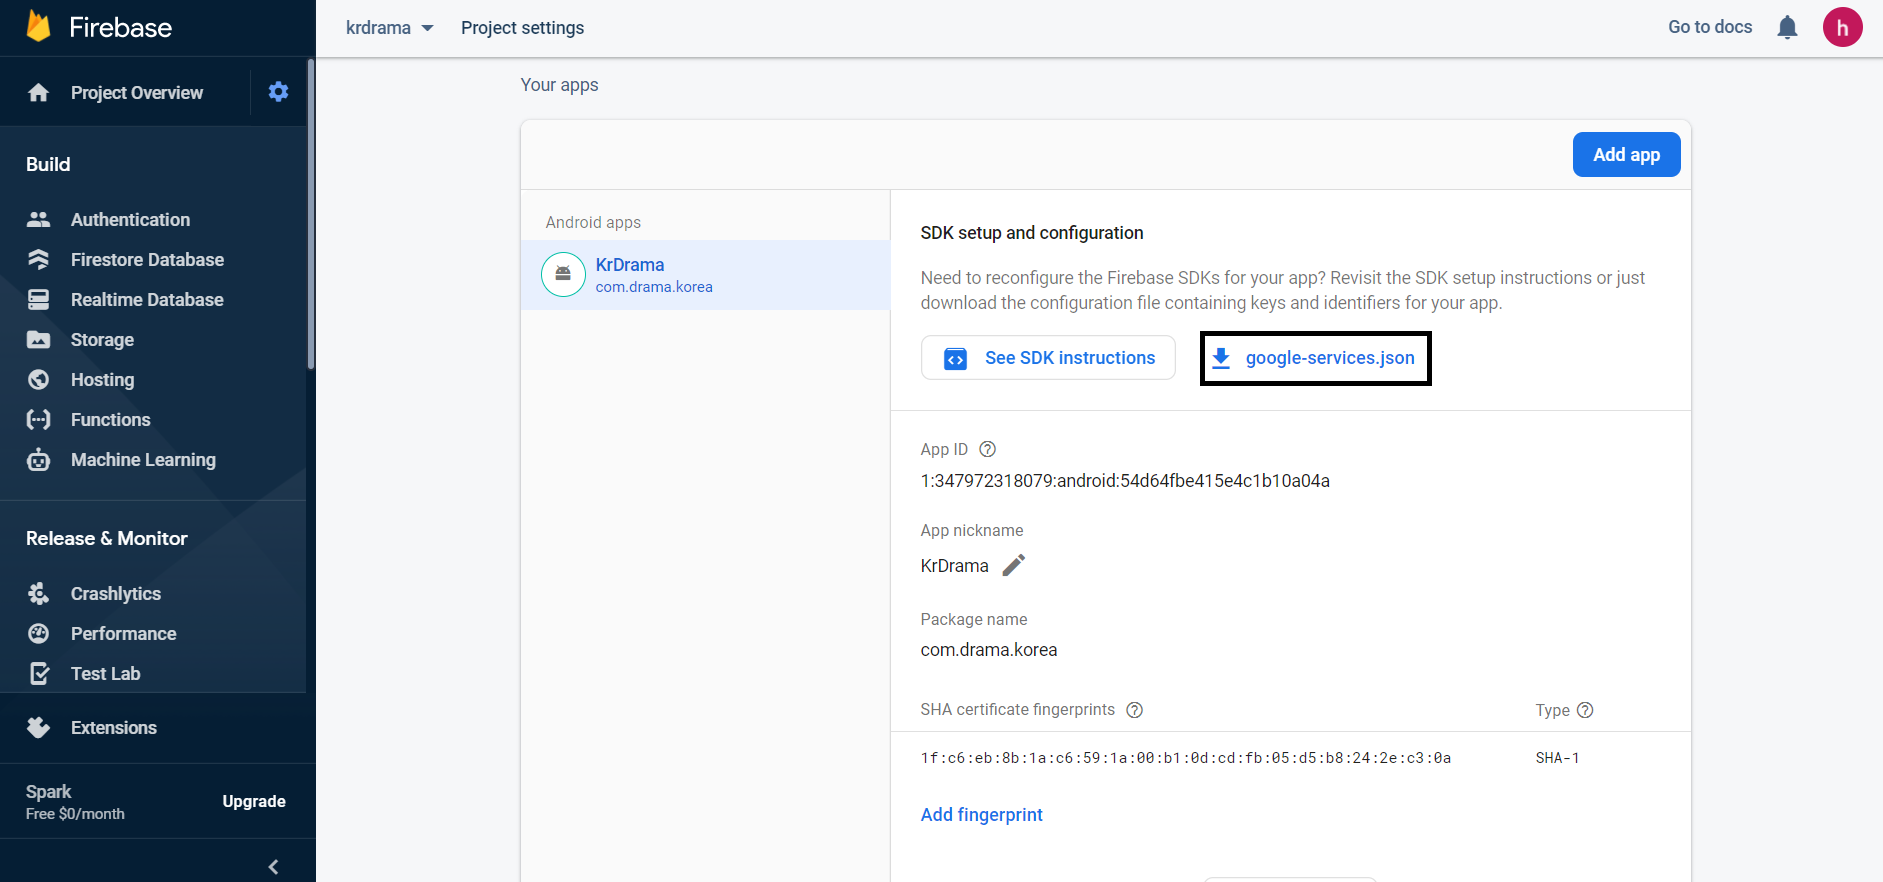 Firebase
krdrama
Project settings
Go to docs
h
Project Overview
Build
Authentication
Firestore Database
Realtime Database
Storage
Hosting
Functions
Machine Learning
Release & Monitor
Crashlytics
Performance
Test Lab
Extensions
Spark
Free $0/month
Upgrade
Your apps
Add app
Android apps
KrDrama
com.drama.korea
SDK setup and configuration
Need to reconfigure the Firebase SDKs for your app? Revisit the SDK setup instructions or just
download the configuration file containing keys and identifiers for your app.
See SDK instructions
google-services.json
App ID
1:347972318079:android:54d64fbe415e4c1b10a04a
App nickname
KrDrama
Package name
com.drama.korea
SHA certificate fingerprints
Type
1f:c6:eb:8b:1a:c6:59:1a:00:b1:0d:cd:fb:05:d5:b8:24:2e:c3:0a
SHA-1
Add fingerprint